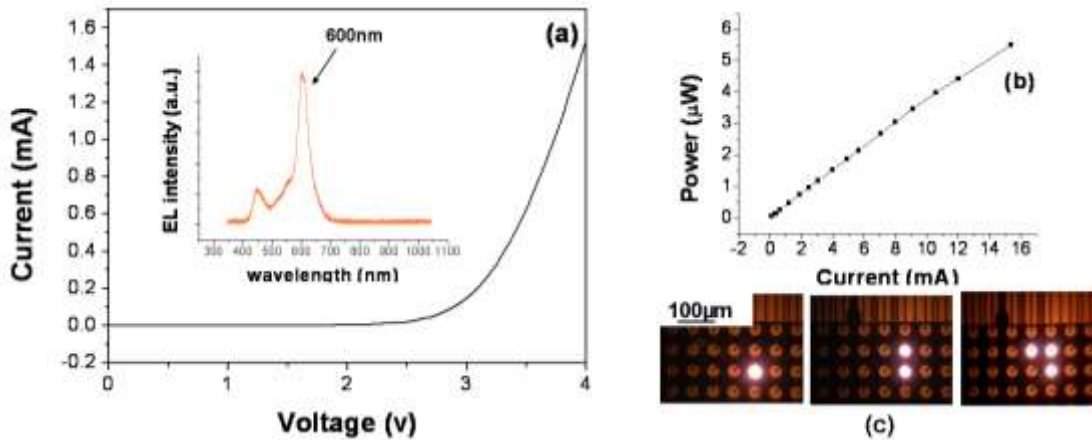 (a)
Current (mA)
1.6
1.4
1.2
1.0
0.8
0.6
0.4
0.2
0.0
-0.2
0
1
2
3
4
Voltage (v)
600nm
EL intensity (a.u.)
300 400 500 600 700 800 900 1000 1100
wavelength (nm)
(b)
Power (μW)
6
5
4
3
2
1
0
-2 0 2 4 6 8 10 12 14 16
Current (mA)
100μm
(c)